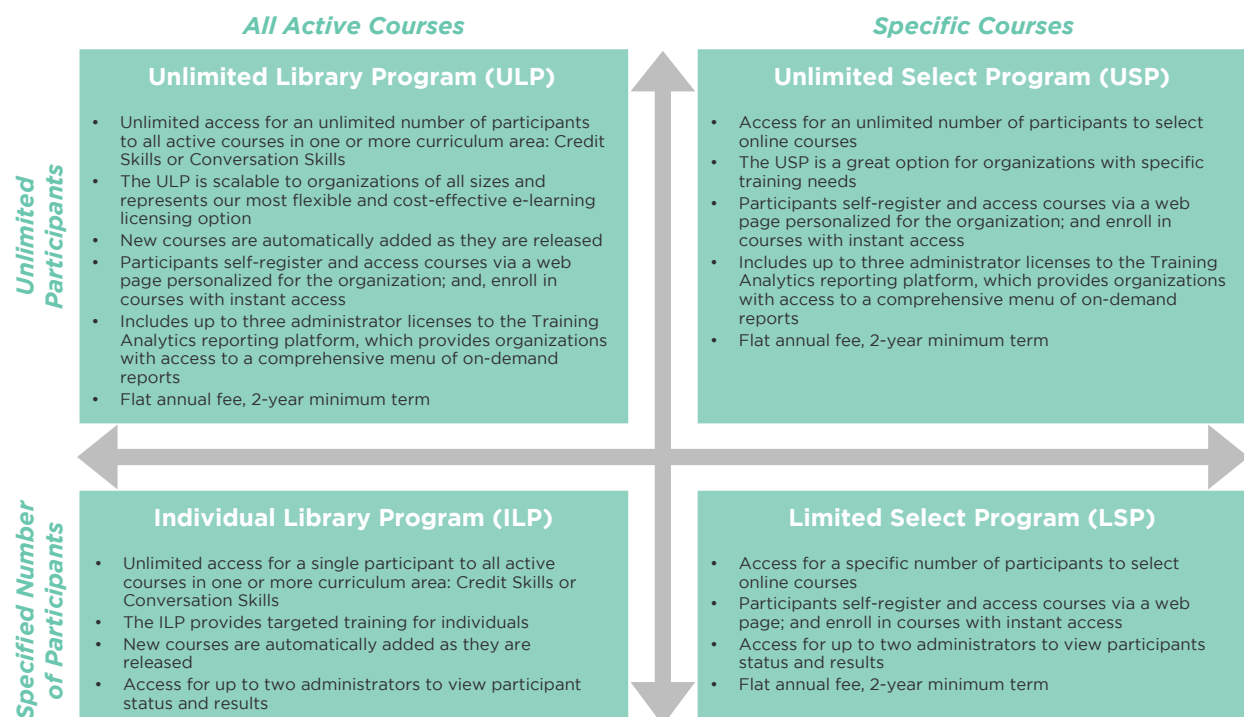 All Active Courses
Specific Courses
Unlimited
Participants
Unlimited Library Program (ULP)
• Unlimited access for an unlimited number of participants
to all active courses in one or more curriculum area: Credit
Skills or Conversation Skills
• The ULP is scalable to organizations of all sizes and
represents our most flexible and cost-effective e-learning
licensing option
• New courses are automatically added as they are released
• Participants self-register and access courses via a web
page personalized for the organization; and, enroll in
courses with instant access
• Includes up to three administrator licenses to the Training
Analytics reporting platform, which provides organizations
with access to a comprehensive menu of on-demand
reports
• Flat annual fee, 2-year minimum term
Unlimited Select Program (USP)
• Access for an unlimited number of participants to select
online courses
• The USP is a great option for organizations with specific
training needs
• Participants self-register and access courses via a web
page personalized for the organization; and enroll in
courses with instant access
• Includes up to three administrator licenses to the Training
Analytics reporting platform, which provides organizations
with access to a comprehensive menu of on-demand
reports
• Flat annual fee, 2-year minimum term
Specified Number
of Participants
Individual Library Program (ILP)
• Unlimited access for a single participant to all active
courses in one or more curriculum area: Credit Skills or
Conversation Skills
• The ILP provides targeted training for individuals
• New courses are automatically added as they are
released
• Access for up to two administrators to view participant
status and results
Limited Select Program (LSP)
• Access for a specific number of participants to select
online courses
• Participants self-register and access courses via a web
page; and enroll in courses with instant access
• Access for up to two administrators to view participants
status and results
• Flat annual fee, 2-year minimum term